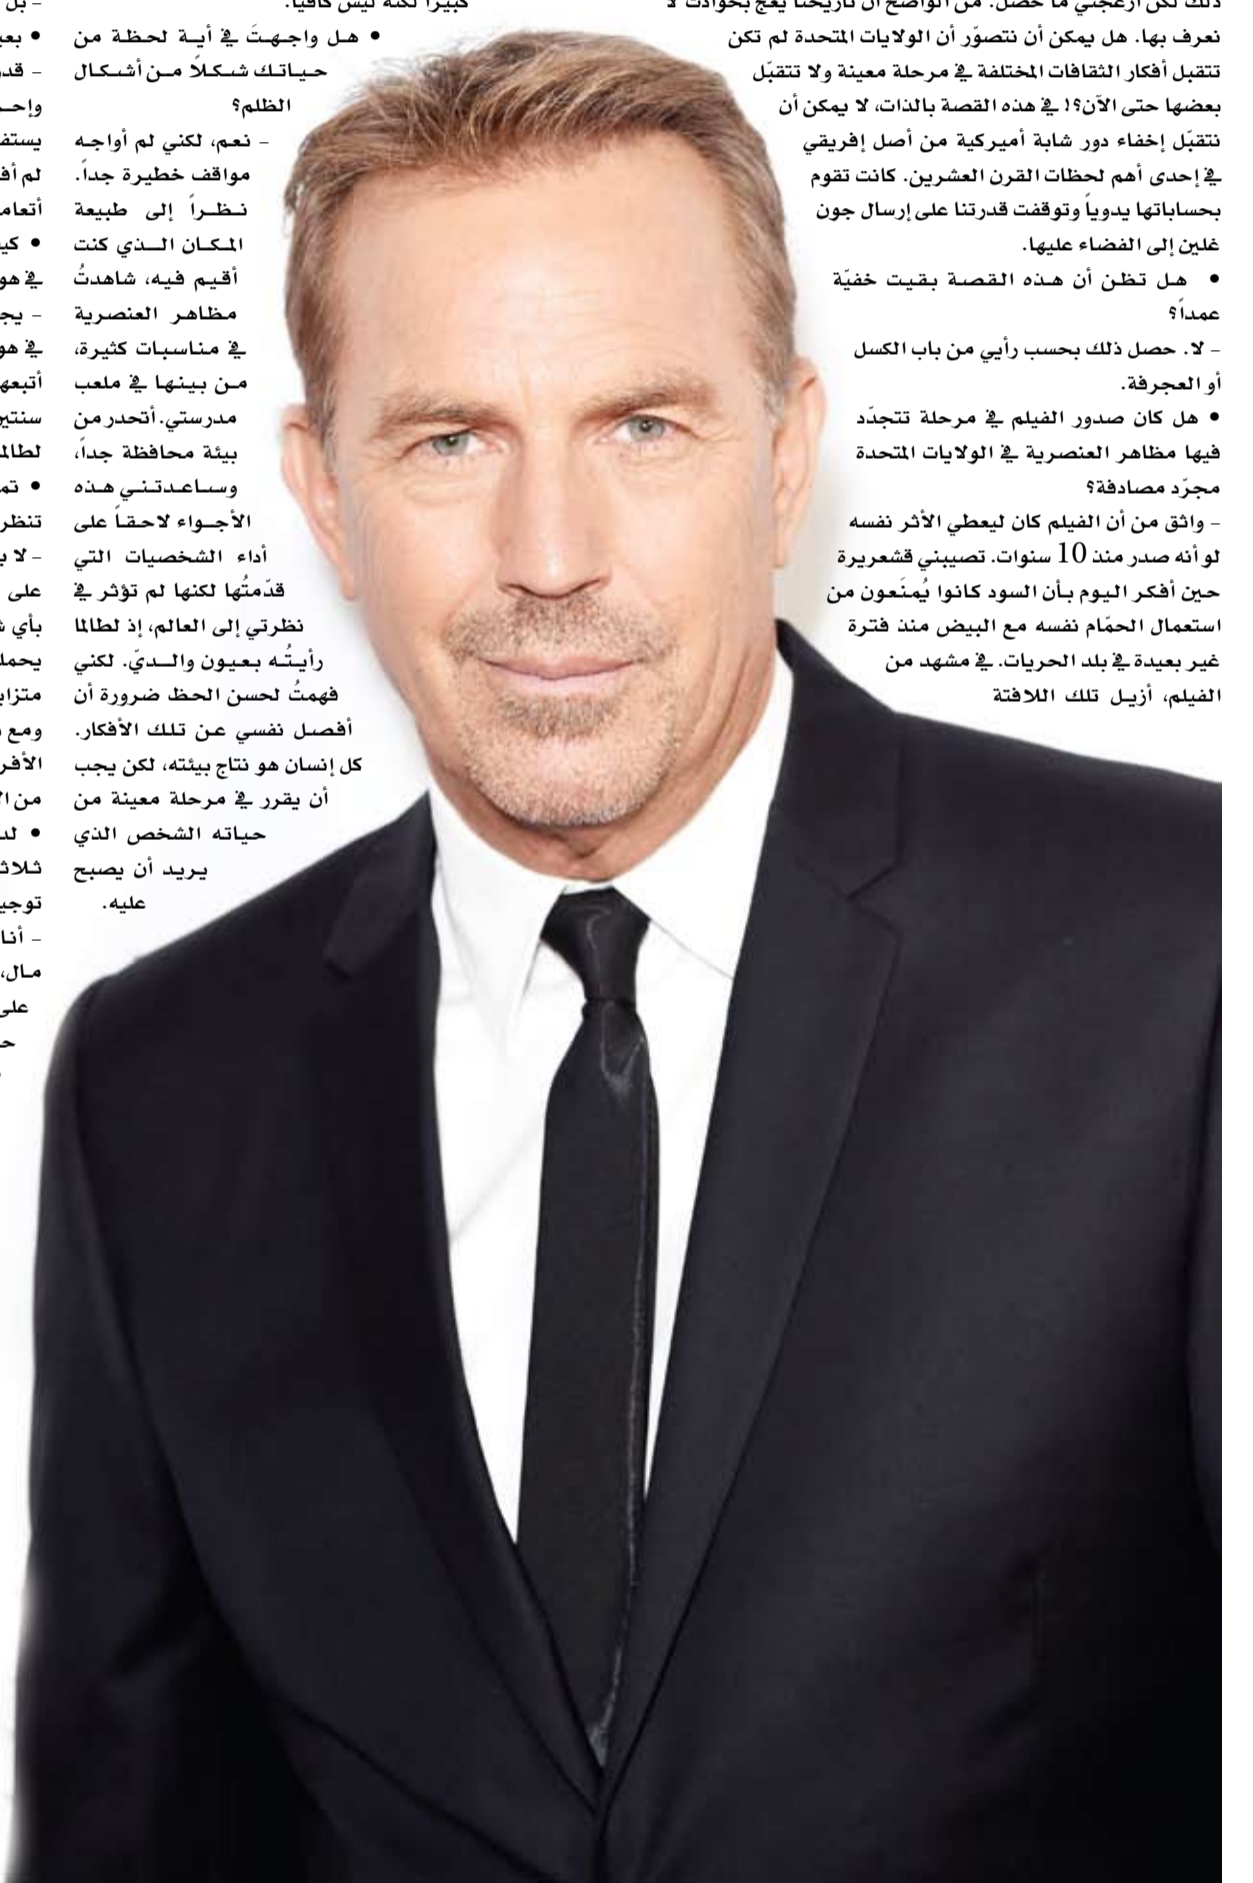 ذلك لكن أزعجني ما حصل. من الواضح أن تاريخنا يعج بحوادث لا
نعرف بها. هل يمكن أن نتصوّر أن الولايات المتحدة لم تكن
تتقبل أفكار الثقافات المختلفة في مرحلة معينة ولا تتقبّل
بعضها حتى الآن؟! في هذه القصة بالذات، لا يمكن أن
نتقبّل إخفاء دور شابة أميركية من أصل إفريقي
في إحدى أهم لحظات القرن العشرين. كانت تقوم
بحساباتها يدوياً وتوقفت قدرتنا على إرسال جون
غلين إلى الفضاء عليها.
• هل تظن أن هذه القصة بقيت خفيّة
عمداً؟
- لا. حصل ذلك بحسب رأيي من باب الكسل
أو العجرفة.
• هل كان صدور الفيلم في مرحلة تتجدّد
فيها مظاهر العنصرية في الولايات المتحدة
مجرّد مصادفة؟
- واثق من أن الفيلم كان ليعطي الأثر نفسه
لو أنه صدر منذ 10 سنوات. تصيبني قشعريرة
حين أفكر اليوم بأن السود كانوا يُمنَعون من
استعمال الحمّام نفسه مع البيض منذ فترة
غير بعيدة في بلد الحريات. في مشهد من
الفيلم، أزيل تلك اللافتة
كبيراً لكنه ليس كافياً.
• هل واجهتَ في أية لحظة من
حياتك شكلاً من أشكال
الظلم؟
- نعم، لكني لم أواجه
مواقف خطيرة جداً.
نظراً إلى طبيعة
المكان الذي كنت
أقيم فيه، شاهدتُ
مظاهر العنصرية
في مناسبات كثيرة،
من بينها في ملعب
مدرستي. أتحدر من
بيئة محافظة جداً،
وساعدتني هذه
الأجواء لاحقاً على
أداء الشخصيات التي
قدّمتُها لكنها لم تؤثر في
نظرتي إلى العالم، إذ لطالما
رأيتُه بعيون والديّ. لكني
فهمتُ لحسن الحظ ضرورة أن
أفصل نفسي عن تلك الأفكار.
كل إنسان هو نتاج بيئته، لكن يجب
أن يقرر في مرحلة معينة من
حياته الشخص الذي
يريد أن يصبح
عليه.
- بل
•
-
لم
•
-
•
- لا
على
ومع
•
- أنا
مال،
على